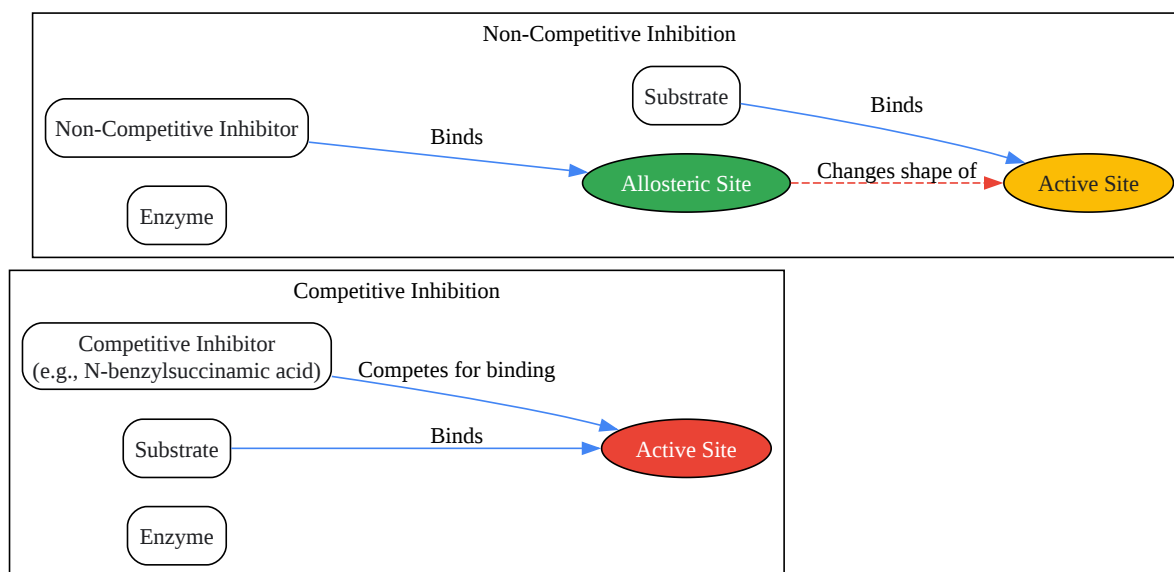 Non-Competitive Inhibition
Substrate
Binds
Non-Competitive Inhibitor
Binds
Allosteric Site
Changes shape of
Active Site
Enzyme
Competitive Inhibition
Competitive Inhibitor
(e.g., N-benzylsuccinamic acid)
Competes for binding
Substrate
Binds
Active Site
Enzyme